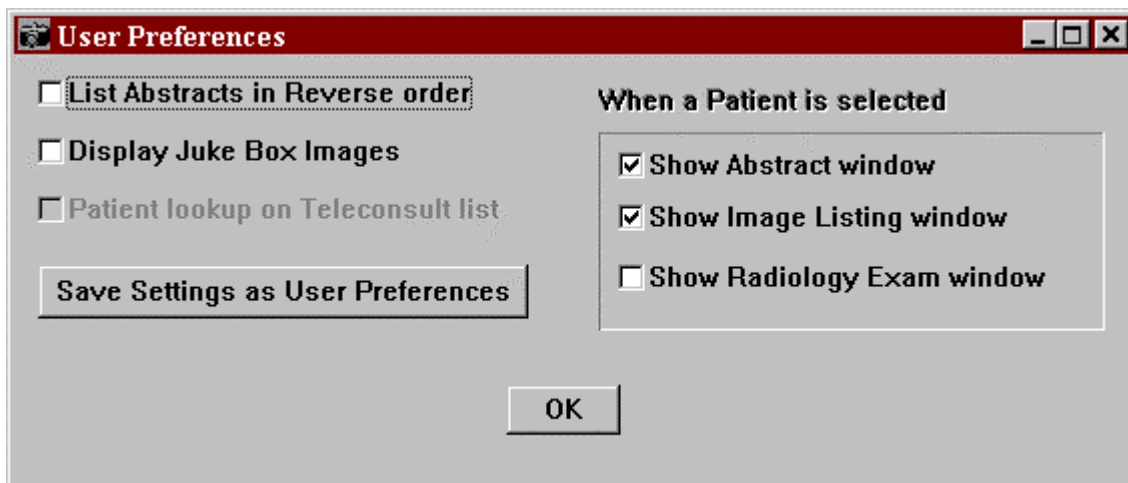 User Preferences
List Abstracts in Reverse order
Display Juke Box Images
Patient lookup on Teleconsult list
Save Settings as User Preferences
When a Patient is selected
Show Abstract window
Show Image Listing window
Show Radiology Exam window
OK